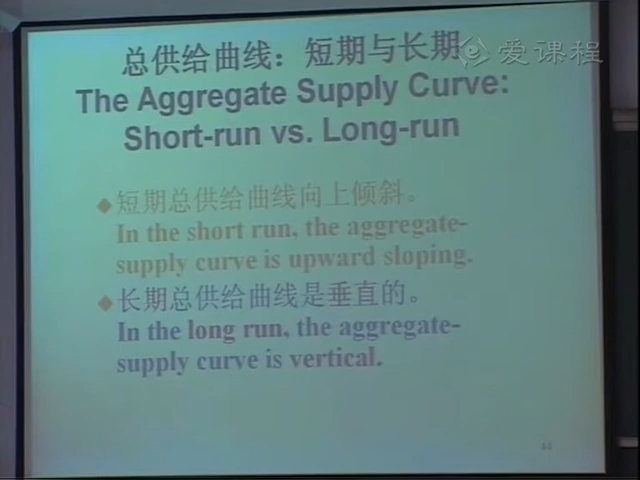 总供给曲线：短期与长期
爱课程
The Aggregate Supply Curve:
Short-run vs. Long-run
◆短期总供给曲线向上倾斜。
In the short run, the aggregate-
supply curve is upward sloping.
◆长期总供给曲线是垂直的。
In the long run, the aggregate-
supply curve is vertical.